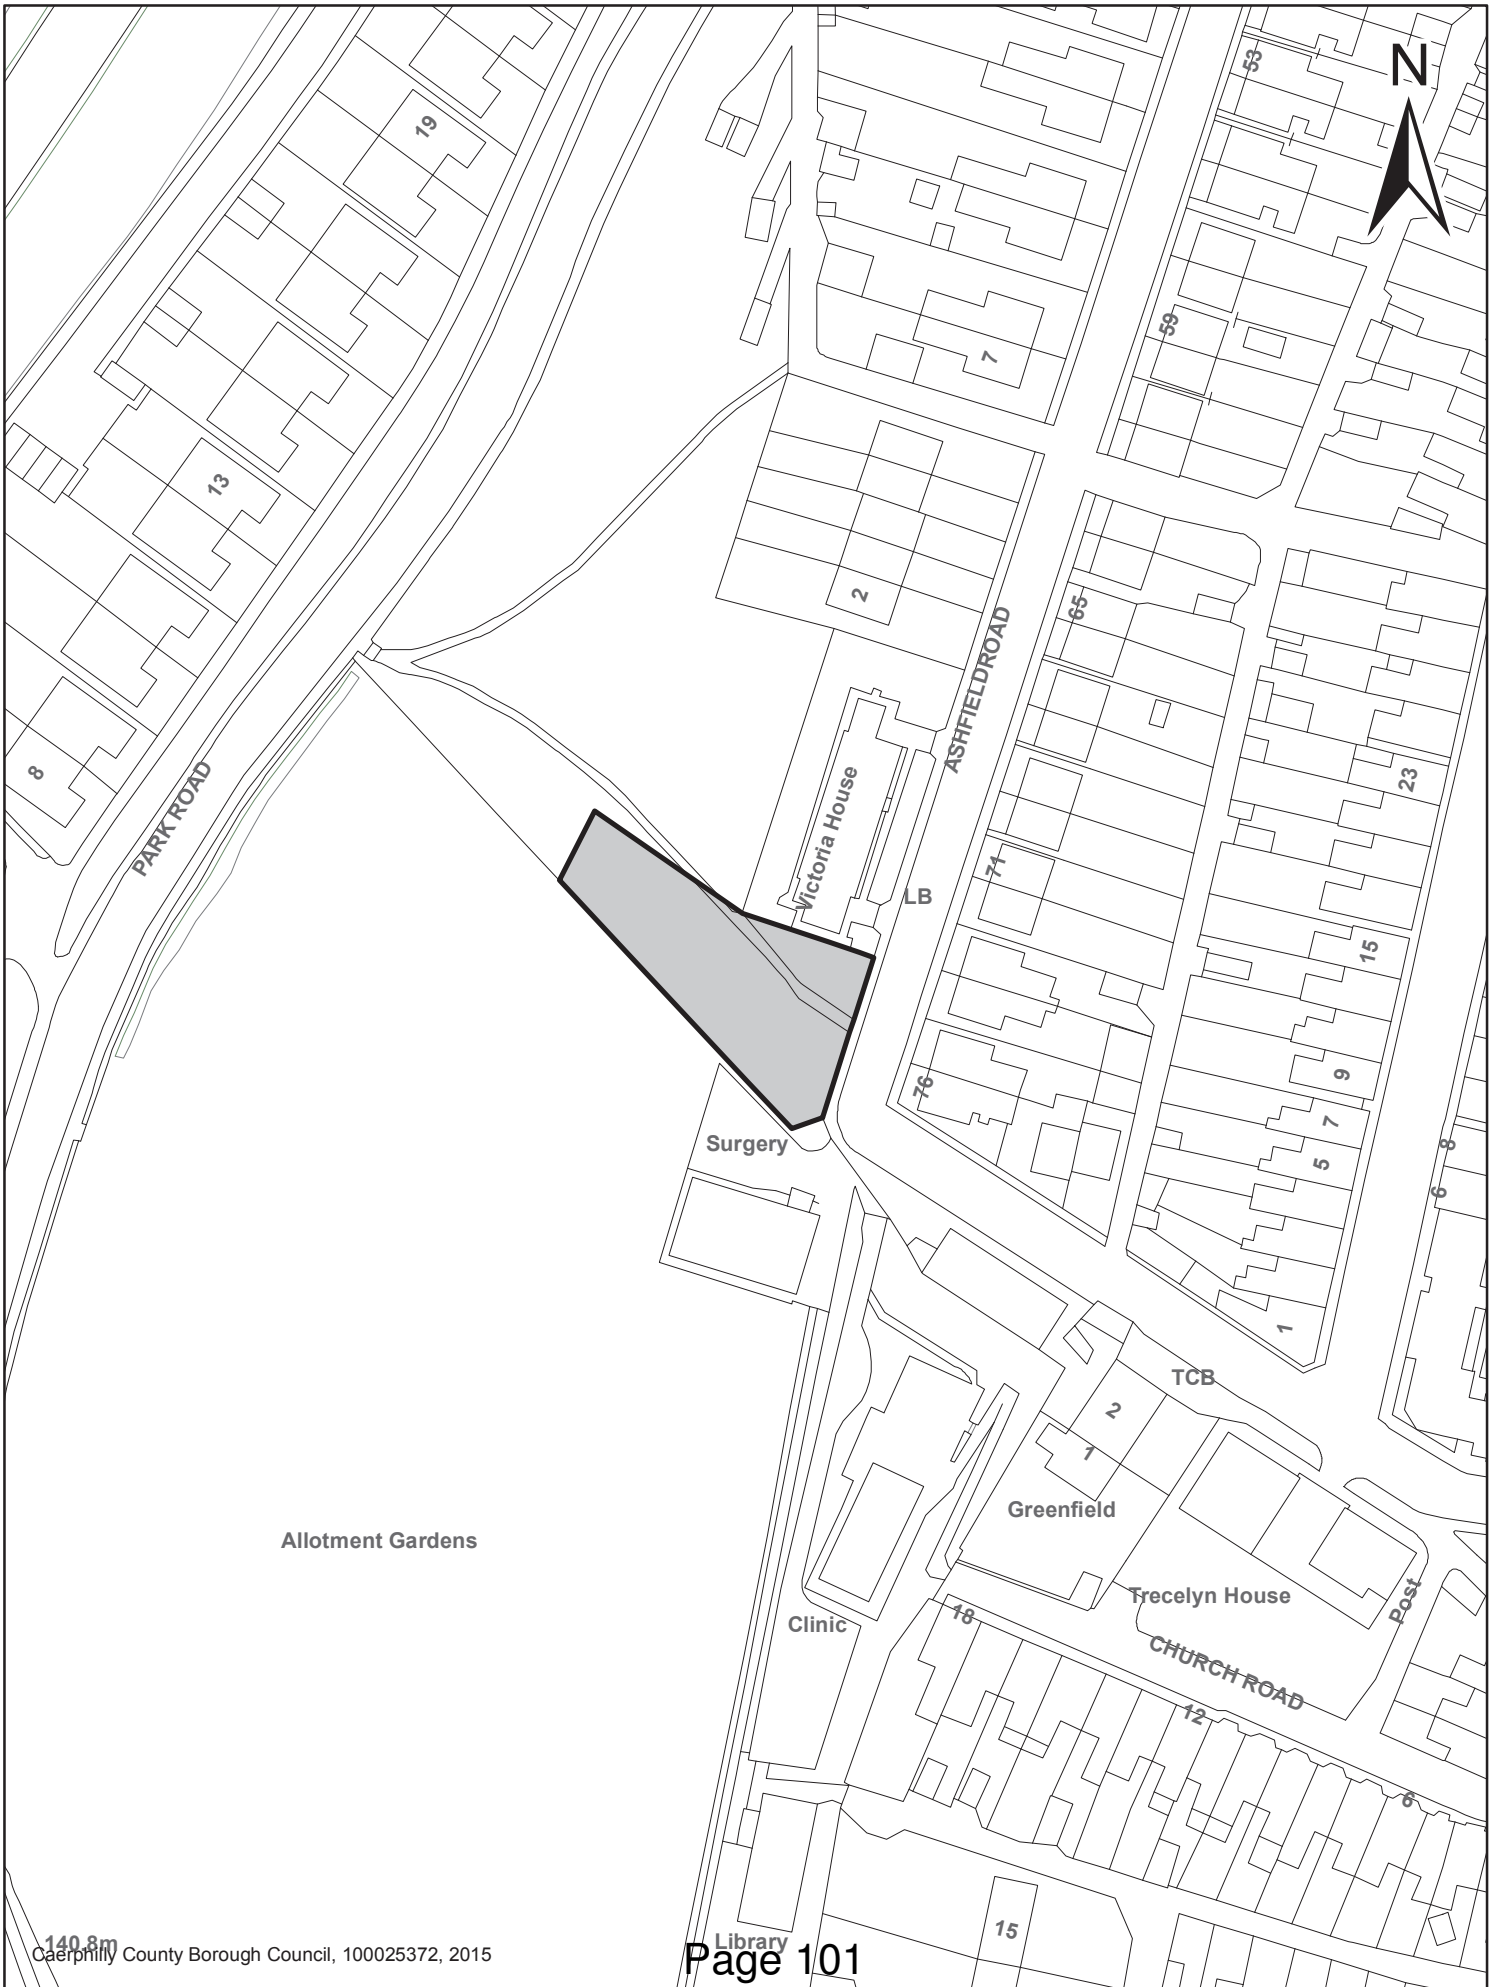 53
N
19
59
7
13
2
65
ASHFIELDROAD
8
PARK ROAD
23
Victoria House
71
LB
15
76
9
7
5
8
6
Surgery
1
TCB
2
1
Greenfield
Allotment Gardens
Trecelyn House
Post
18
Clinic
CHURCH ROAD
12
6
15
Library
140.8m
Caerphilly County Borough Council, 100025372, 2015
Page 101